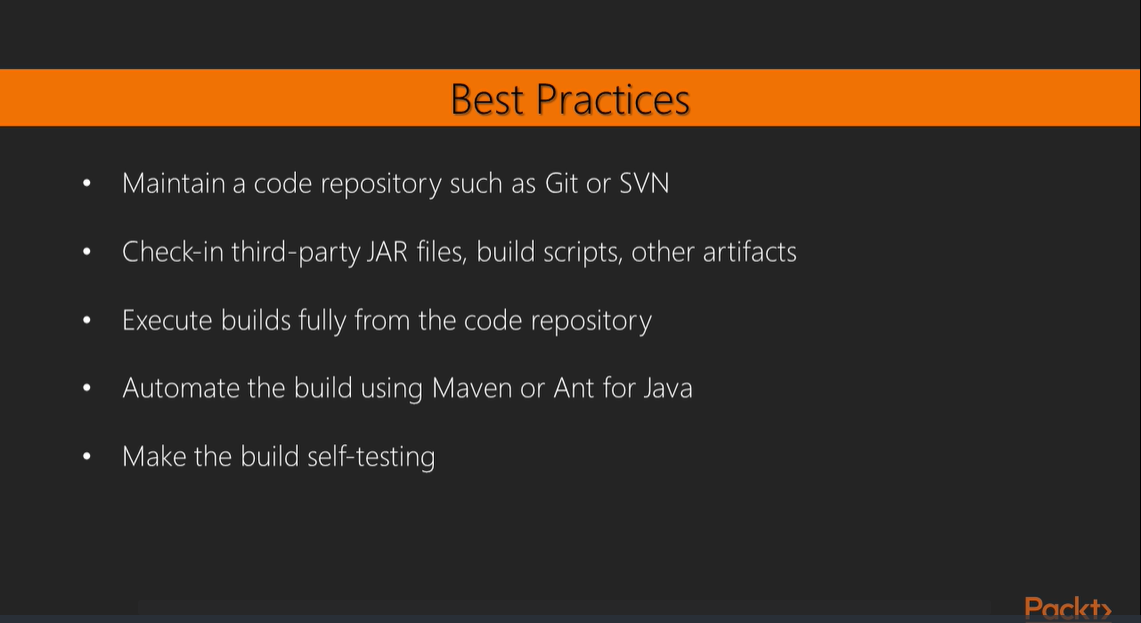 Best Practices
• Maintain a code repository such as Git or SVN
• Check-in third-party JAR files, build scripts, other artifacts
• Execute builds fully from the code repository
• Automate the build using Maven or Ant for Java
• Make the build self-testing
Packt>